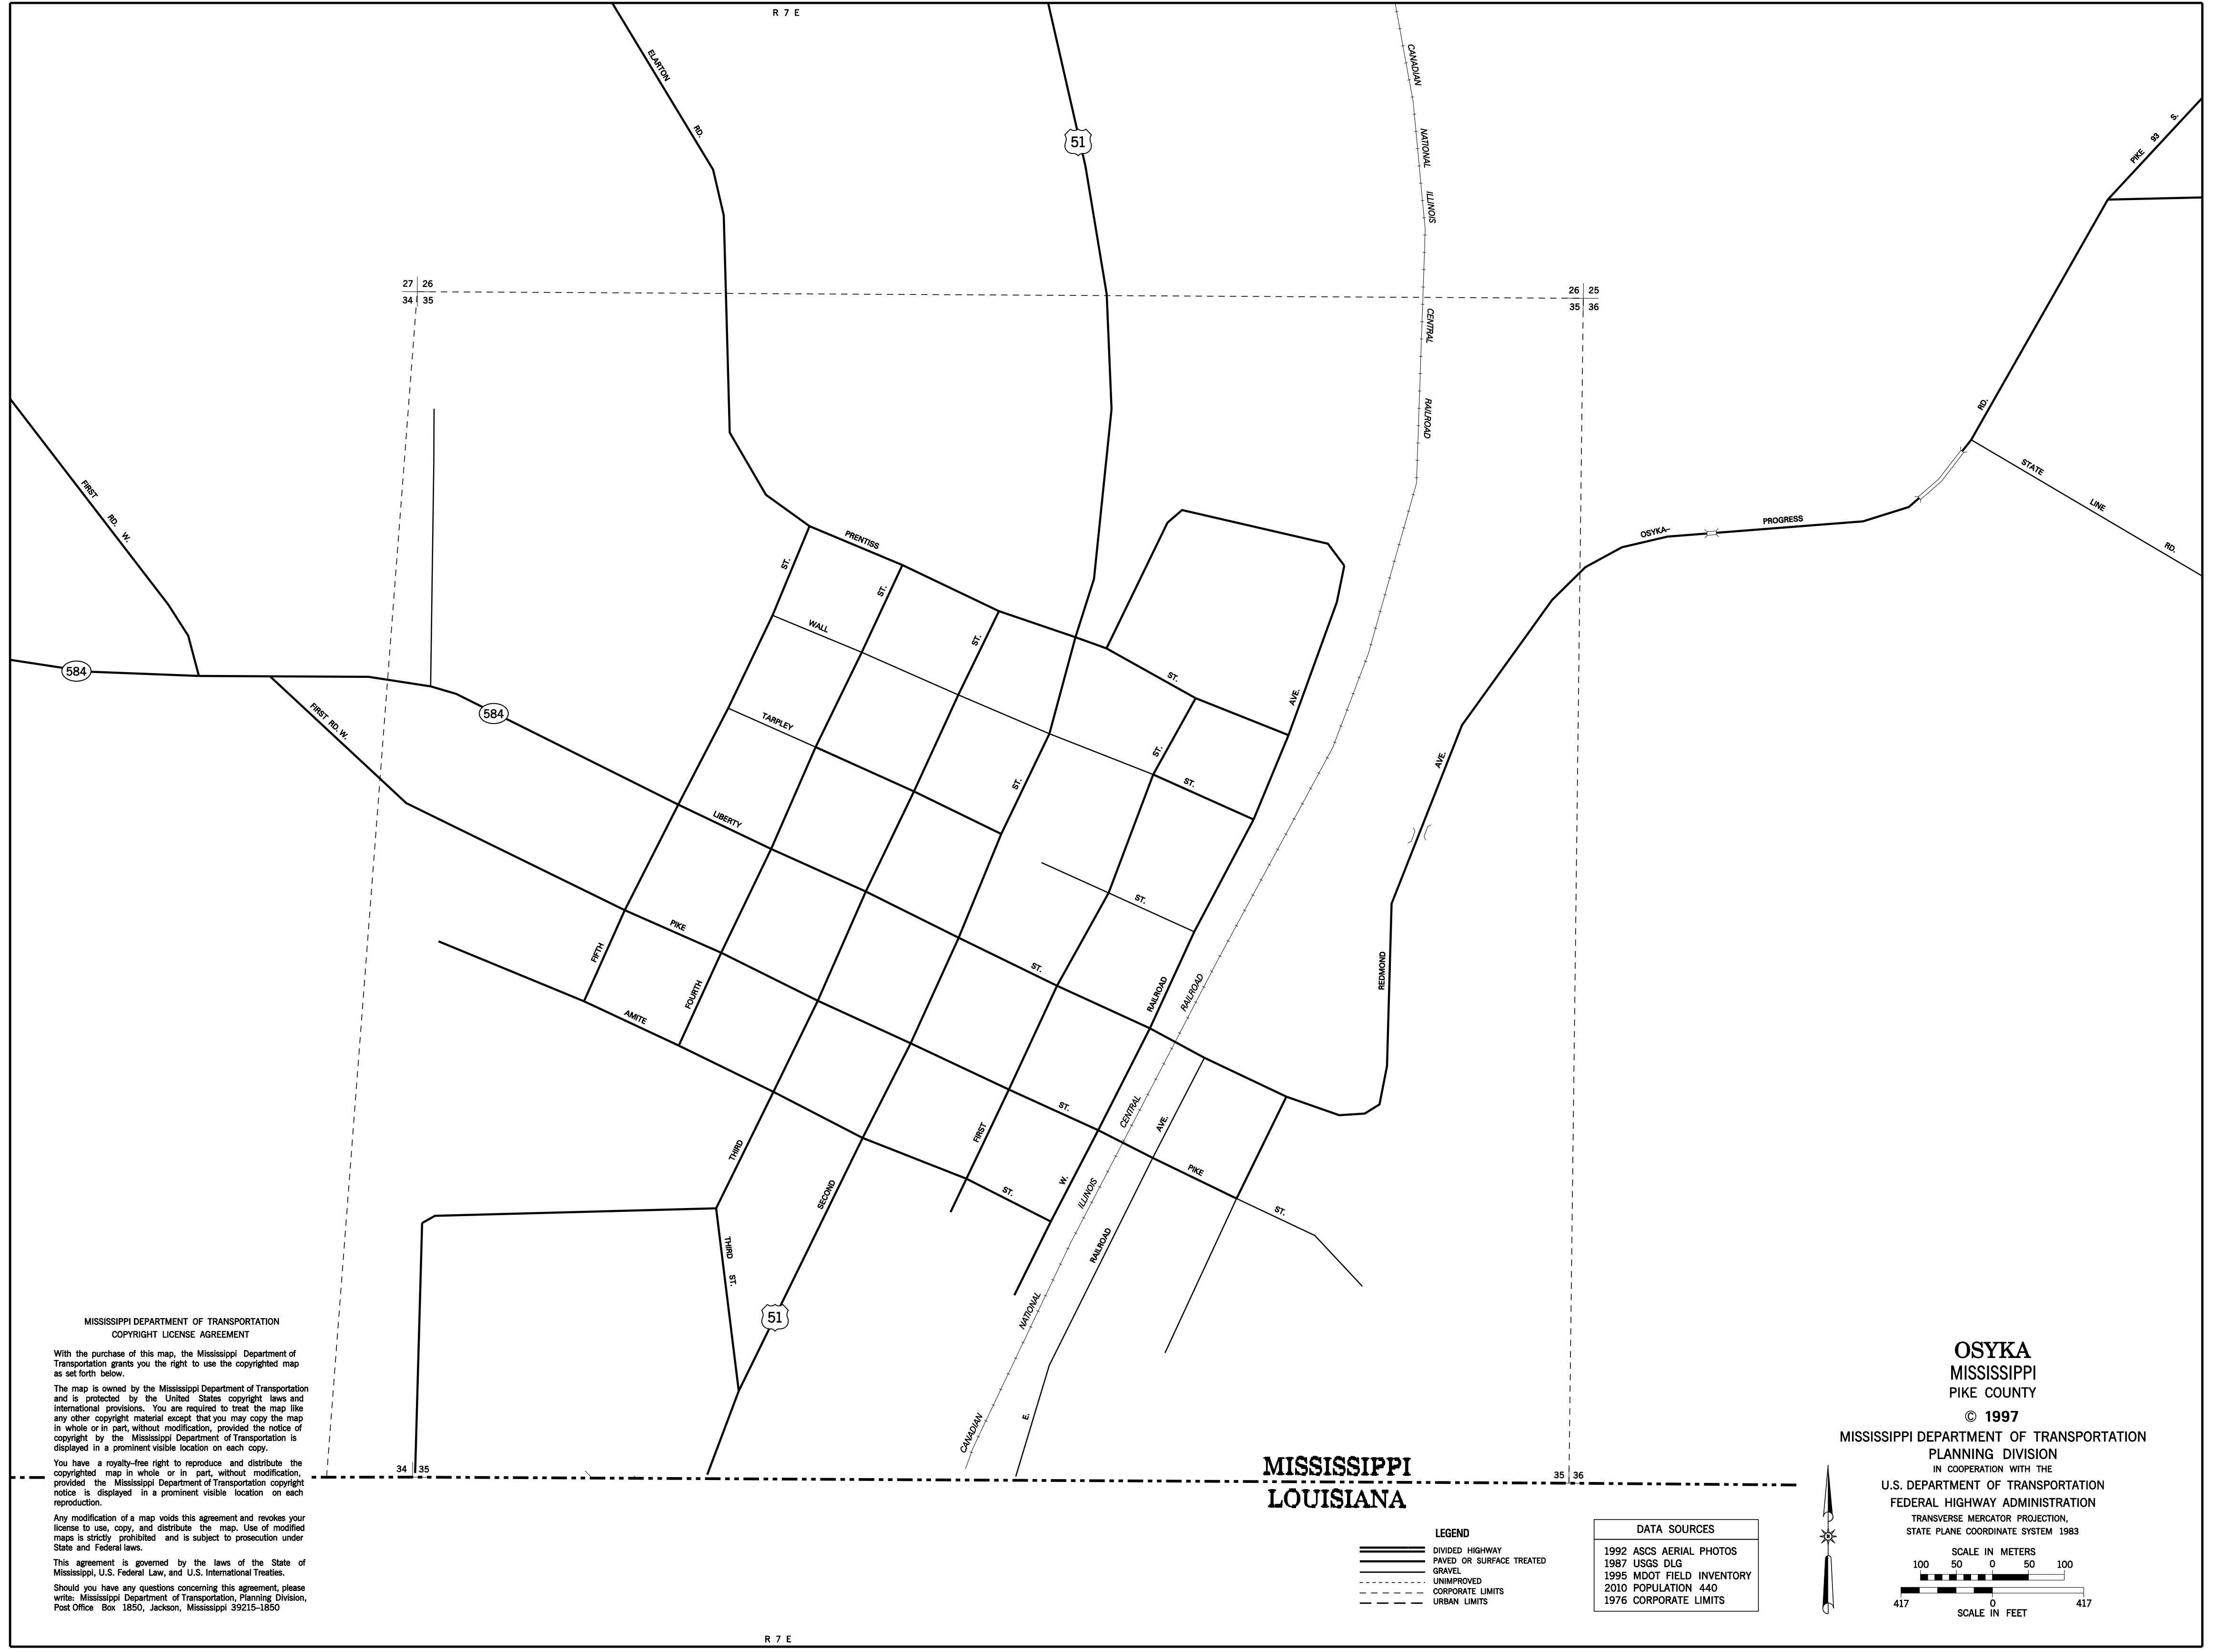 R 7 E
ELARTON RD.
51
CANADIAN NATIONAL ILLINOIS CENTRAL RAILROAD
PIKE 93 S.
27 26
34 35
26 25
35 36
FIRST RD. W.
584
FIRST RD. W.
584
PRENTISS ST.
WALL ST.
TARPLEY ST.
LIBERTY ST.
PIKE ST.
AMITE ST.
FIFTH ST.
FOURTH ST.
THIRD ST.
SECOND ST.
FIRST ST.
W. RAILROAD AVE.
E. RAILROAD AVE.
PIKE ST.
THIRD ST.
51
CANADIAN NATIONAL ILLINOIS CENTRAL RAILROAD
REDMOND AVE.
OSYKA– PROGRESS RD.
STATE LINE RD.
34 35
35 36
MISSISSIPPI
LOUISIANA
MISSISSIPPI DEPARTMENT OF TRANSPORTATION
COPYRIGHT LICENSE AGREEMENT
With the purchase of this map, the Mississippi Department of
Transportation grants you the right to use the copyrighted map
as set forth below.
The map is owned by the Mississippi Department of Transportation
and is protected by the United States copyright laws and
international provisions. You are required to treat the map like
any other copyright material except that you may copy the map
in whole or in part, without modification, provided the notice of
copyright by the Mississippi Department of Transportation is
displayed in a prominent visible location on each copy.
You have a royalty–free right to reproduce and distribute the
copyrighted map in whole or in part, without modification,
provided the Mississippi Department of Transportation copyright
notice is displayed in a prominent visible location on each
reproduction.
Any modification of a map voids this agreement and revokes your
license to use, copy, and distribute the map. Use of modified
maps is strictly prohibited and is subject to prosecution under
State and Federal laws.
This agreement is governed by the laws of the State of
Mississippi, U.S. Federal Law, and U.S. International Treaties.
Should you have any questions concerning this agreement, please
write: Mississippi Department of Transportation, Planning Division,
Post Office Box 1850, Jackson, Mississippi 39215–1850
LEGEND
DIVIDED HIGHWAY
PAVED OR SURFACE TREATED
GRAVEL
UNIMPROVED
CORPORATE LIMITS
URBAN LIMITS
DATA SOURCES
1992 ASCS AERIAL PHOTOS
1987 USGS DLG
1995 MDOT FIELD INVENTORY
2010 POPULATION 440
1976 CORPORATE LIMITS
OSYKA
MISSISSIPPI
PIKE COUNTY
© 1997
MISSISSIPPI DEPARTMENT OF TRANSPORTATION
PLANNING DIVISION
IN COOPERATION WITH THE
U.S. DEPARTMENT OF TRANSPORTATION
FEDERAL HIGHWAY ADMINISTRATION
TRANSVERSE MERCATOR PROJECTION,
STATE PLANE COORDINATE SYSTEM 1983
SCALE IN METERS
100 50 0 50 100
417 0 417
SCALE IN FEET
R 7 E